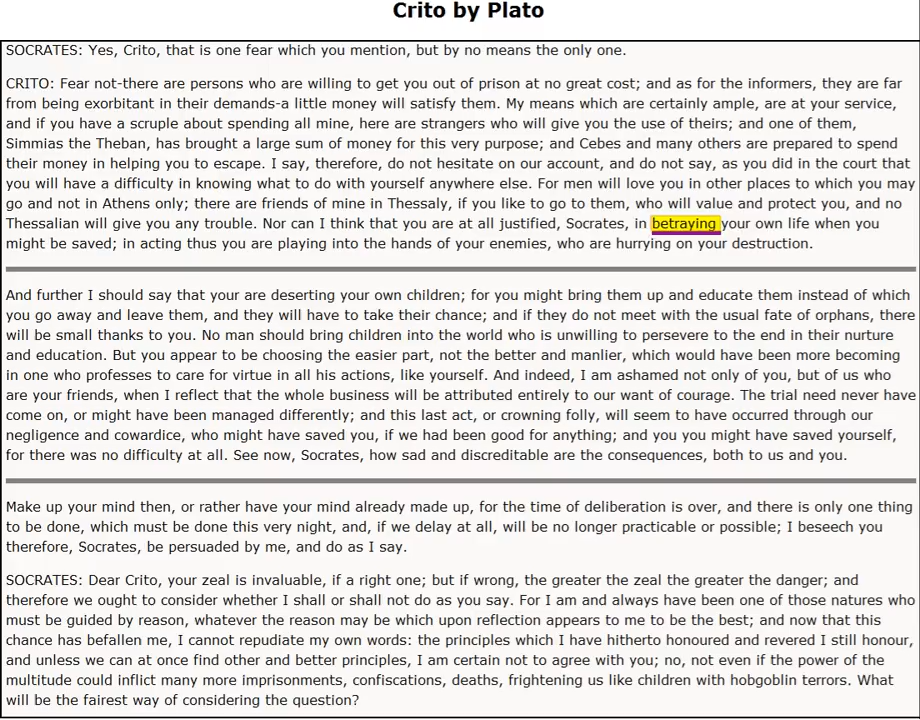 Crito by Plato
SOCRATES: Yes, Crito, that is one fear which you mention, but by no means the only one.
CRITO: Fear not-there are persons who are willing to get you out of prison at no great cost; and as for the informers, they are far
from being exorbitant in their demands-a little money will satisfy them. My means which are certainly ample, are at your service,
and if you have a scruple about spending all mine, here are strangers who will give you the use of theirs; and one of them,
Simmias the Theban, has brought a large sum of money for this very purpose; and Cebes and many others are prepared to spend
their money in helping you to escape. I say, therefore, do not hesitate on our account, and do not say, as you did in the court that
you will have a difficulty in knowing what to do with yourself anywhere else. For men will love you in other places to which you may
go and not in Athens only; there are friends of mine in Thessaly, if you like to go to them, who will value and protect you, and no
Thessalian will give you any trouble. Nor can I think that you are at all justified, Socrates, in betraying your own life when you
might be saved; in acting thus you are playing into the hands of your enemies, who are hurrying on your destruction.
And further I should say that your are deserting your own children; for you might bring them up and educate them instead of which
you go away and leave them, and they will have to take their chance; and if they do not meet with the usual fate of orphans, there
will be small thanks to you. No man should bring children into the world who is unwilling to persevere to the end in their nurture
and education. But you appear to be choosing the easier part, not the better and manlier, which would have been more becoming
in one who professes to care for virtue in all his actions, like yourself. And indeed, I am ashamed not only of you, but of us who
are your friends, when I reflect that the whole business will be attributed entirely to our want of courage. The trial need never have
come on, or might have been managed differently; and this last act, or crowning folly, will seem to have occurred through our
negligence and cowardice, who might have saved you, if we had been good for anything; and you you might have saved yourself,
for there was no difficulty at all. See now, Socrates, how sad and discreditable are the consequences, both to us and you.
Make up your mind then, or rather have your mind already made up, for the time of deliberation is over, and there is only one thing
to be done, which must be done this very night, and, if we delay at all, will be no longer practicable or possible; I beseech you
therefore, Socrates, be persuaded by me, and do as I say.
SOCRATES: Dear Crito, your zeal is invaluable, if a right one; but if wrong, the greater the zeal the greater the danger; and
therefore we ought to consider whether I shall or shall not do as you say. For I am and always have been one of those natures who
must be guided by reason, whatever the reason may be which upon reflection appears to me to be the best; and now that this
chance has befallen me, I cannot repudiate my own words: the principles which I have hitherto honoured and revered I still honour,
and unless we can at once find other and better principles, I am certain not to agree with you; no, not even if the power of the
multitude could inflict many more imprisonments, confiscations, deaths, frightening us like children with hobgoblin terrors. What
will be the fairest way of considering the question?